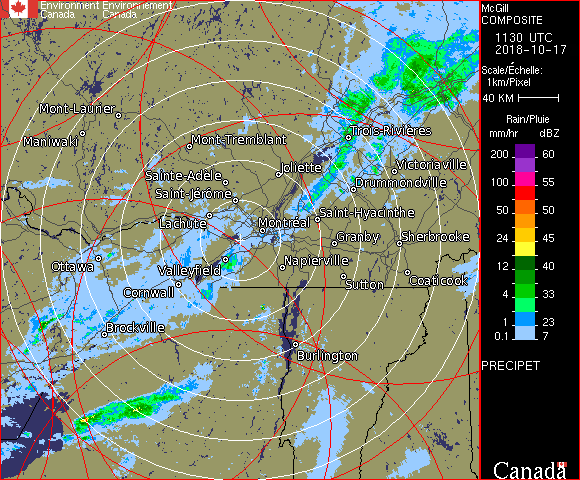 Environment Environnement
Canada Canada
McGill
COMPOSITE
1130 UTC
2018-10-17
Scale/Échelle:
1km/Pixel
40 KM
Rain/Pluie
mm/hr dBZ
200 60
100 55
50 50
24 45
12 40
4 33
1 23
0.1 7
PRECIPET
Canada
Mont-Laurier
Maniwaki
Mont-Tremblant
Trois-Rivières
Sainte-Adèle
Joliette
Victoriaville
Saint-Jérôme
Drummondville
Lachute
Montréal
Saint-Hyacinthe
Granby
Sherbrooke
Ottawa
Valleyfield
Napierville
Cornwall
Sutton
Coaticook
Brockville
Burlington